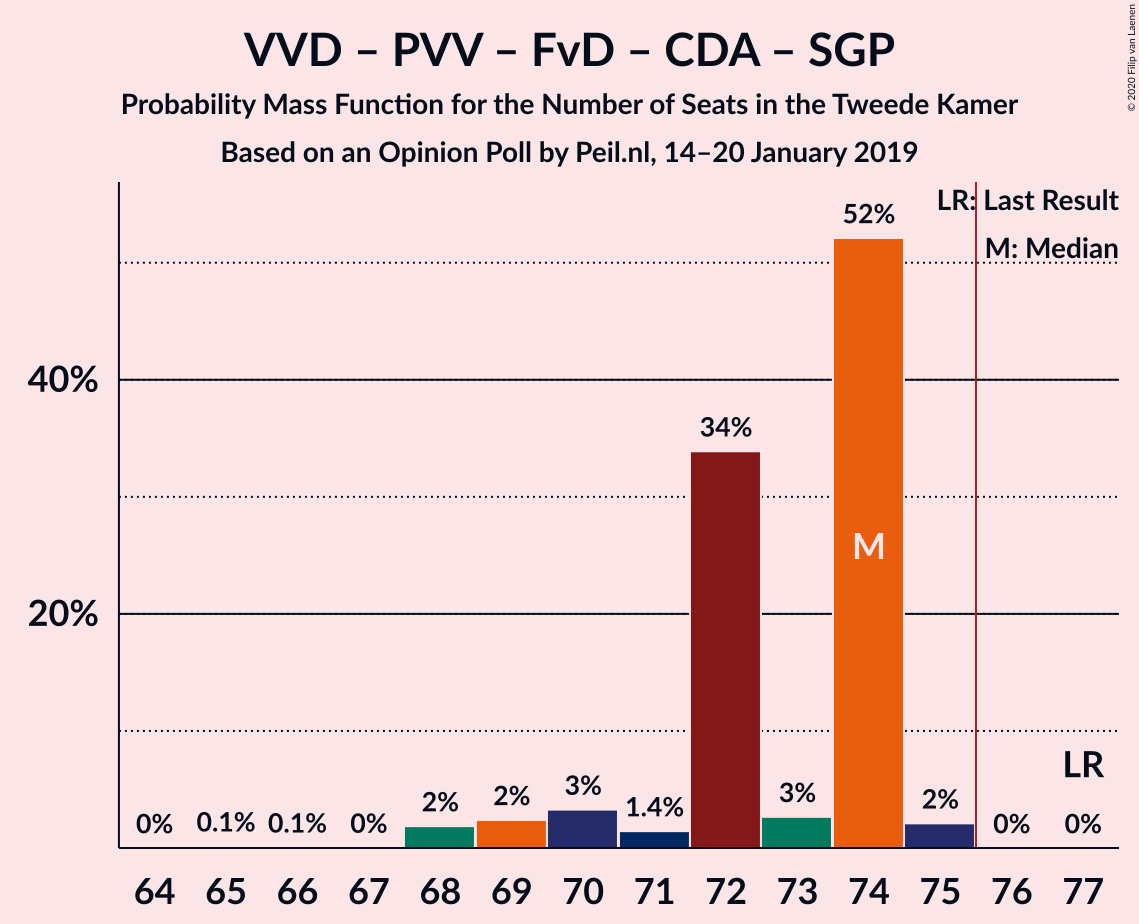 VVD – PVV – FvD – CDA – SGP
Probability Mass Function for the Number of Seats in the Tweede Kamer
Based on an Opinion Poll by Peil.nl, 14–20 January 2019
© 2020 Filip van Laenen
LR: Last Result
M: Median
40%
20%
0% 0.1% 0.1% 0% 2% 2% 3% 1.4% 34% 3% 52% 2% 0% 0%
M
LR
64 65 66 67 68 69 70 71 72 73 74 75 76 77